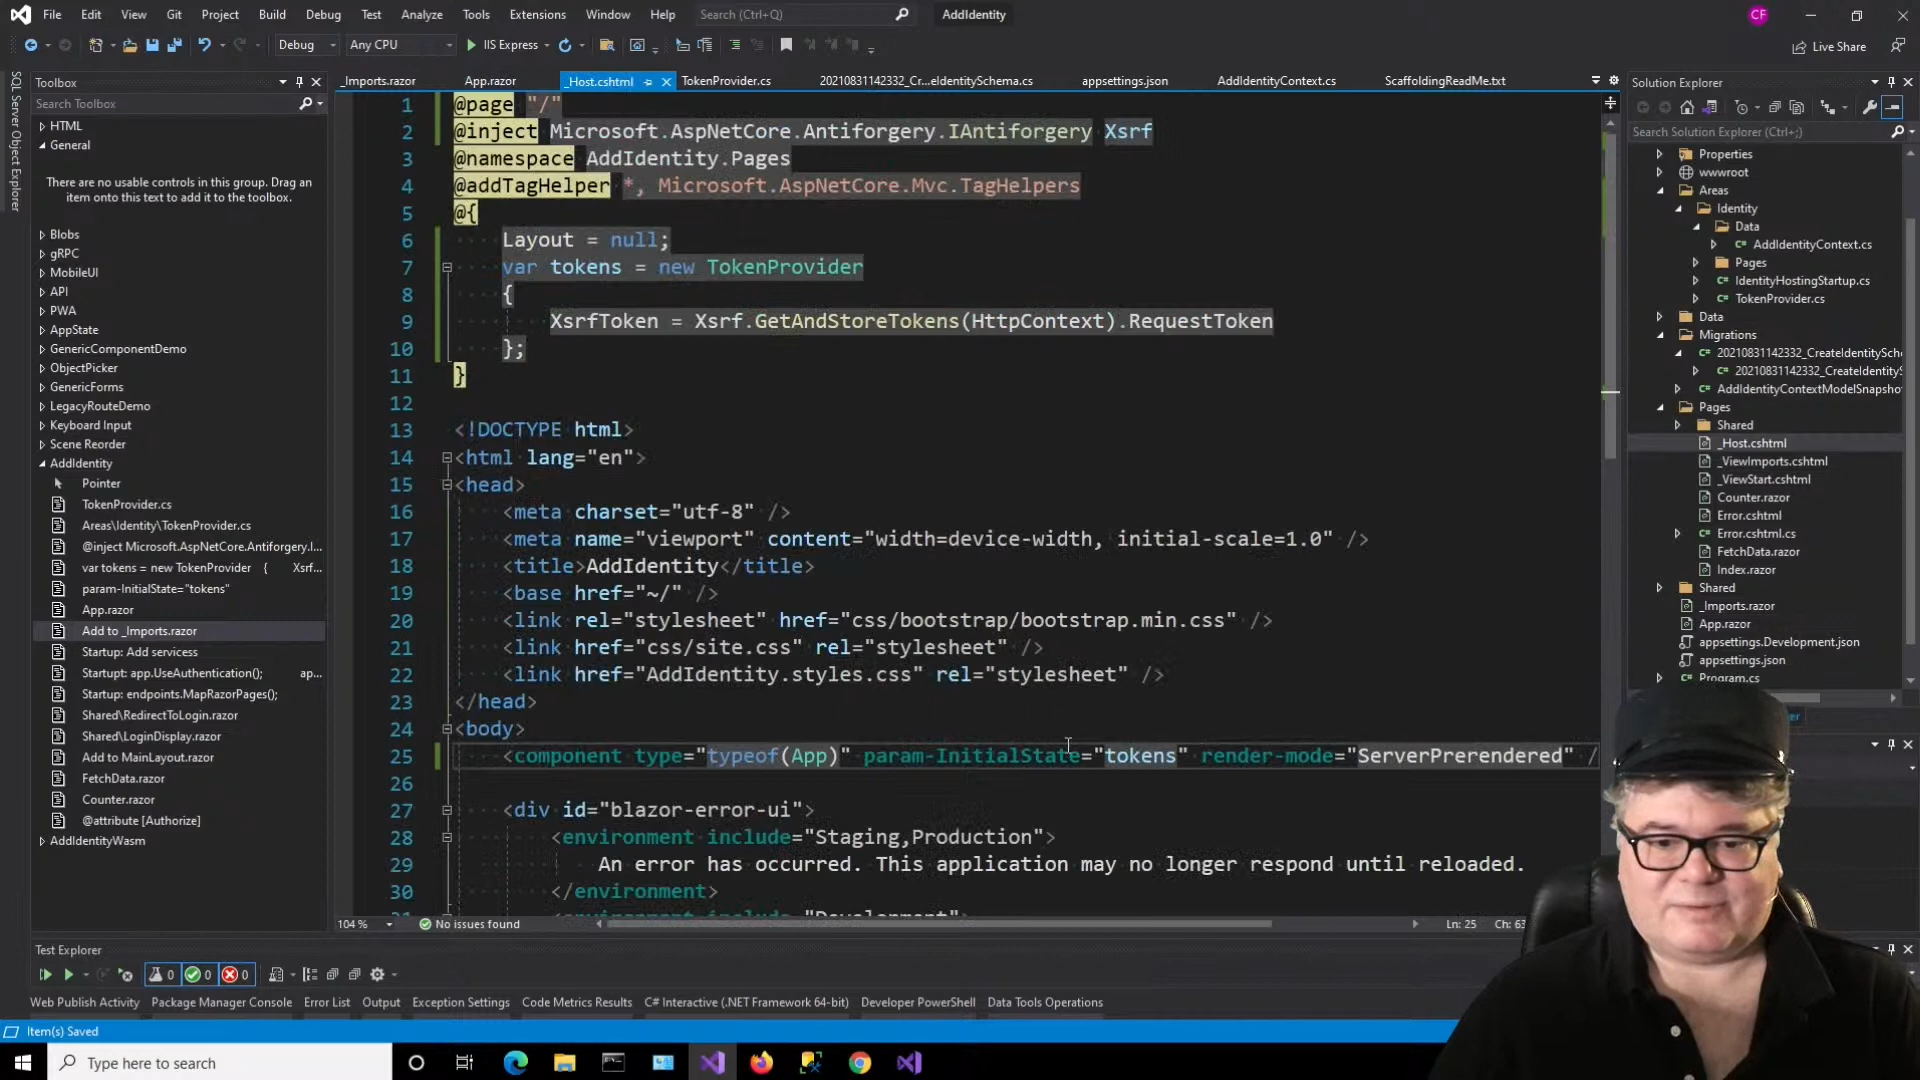 File Edit View Git Project Build Debug Test Analyze Tools Extensions Window Help Search (Ctrl+Q) AddIdentity CF
Debug Any CPU IIS Express Live Share
SQL Server Object Explorer
Toolbox
Search Toolbox
HTML
General
There are no usable controls in this group. Drag an
item onto this text to add it to the toolbox.
Blobs
gRPC
MobileUI
API
PWA
AppState
GenericComponentDemo
ObjectPicker
GenericForms
LegacyRouteDemo
Keyboard Input
Scene Reorder
AddIdentity
Pointer
TokenProvider.cs
Areas\Identity\TokenProvider.cs
@inject Microsoft.AspNetCore.Antiforgery.I...
var tokens = new TokenProvider { Xsrf...
param-InitialState="tokens"
App.razor
Add to _Imports.razor
Startup: Add servicess
Startupt: app.UseAuthentication(); ap...
Startup: endpoints.MapRazorPages();
Shared\RedirectToLogin.razor
Shared\LoginDisplay.razor
Add to MainLayout.razor
FetchData.razor
Counter.razor
@attribute [Authorize]
AddIdentityWasm
_Imports.razor App.razor _Host.cshtml TokenProvider.cs 20210831142332_Cr...eIdentitySchema.cs appsettings.json AddIdentityContext.cs ScaffoldingReadMe.txt
1 @page "/"
2 @inject Microsoft.AspNetCore.Antiforgery.IAntiforgery Xsrf
3 @namespace AddIdentity.Pages
4 @addTagHelper *, Microsoft.AspNetCore.Mvc.TagHelpers
5 @{
6 Layout = null;
7 var tokens = new TokenProvider
8 {
9 XsrfToken = Xsrf.GetAndStoreTokens(HttpContext).RequestToken
10 };
11 }
12
13 <!DOCTYPE html>
14 <html lang="en">
15 <head>
16 <meta charset="utf-8" />
17 <meta name="viewport" content="width=device-width, initial-scale=1.0" />
18 <title>AddIdentity</title>
19 <base href="~/" />
20 <link rel="stylesheet" href="css/bootstrap/bootstrap.min.css" />
21 <link href="css/site.css" rel="stylesheet" />
22 <link href="AddIdentity.styles.css" rel="stylesheet" />
23 </head>
24 <body>
25 <component type="typeof(App)" param-InitialState="tokens" render-mode="ServerPrerendered" /
26
27 <div id="blazor-error-ui">
28 <environment include="Staging,Production">
29 An error has occurred. This application may no longer respond until reloaded.
30 </environment>
104 % No issues found Ln: 25 Ch: 63
Solution Explorer
Search Solution Explorer (Ctrl+;)
Properties
wwwroot
Areas
Identity
Data
AddIdentityContext.cs
Pages
IdentityHostingStartup.cs
TokenProvider.cs
Data
Migrations
20210831142332_CreateIdentitySch
20210831142332_CreateIdentityS
AddIdentityContextModelSnapsho
Pages
Shared
_Host.cshtml
_ViewImports.cshtml
_ViewStart.cshtml
Counter.razor
Error.cshtml
Error.cshtml.cs
FetchData.razor
Index.razor
Shared
_Imports.razor
App.razor
appsettings.Development.json
appsettings.json
Program.cs
Test Explorer
0 0 0
Web Publish Activity Package Manager Console Error List Output Exception Settings Code Metrics Results C# Interactive (.NET Framework 64-bit) Developer PowerShell Data Tools Operations
Item(s) Saved
Type here to search